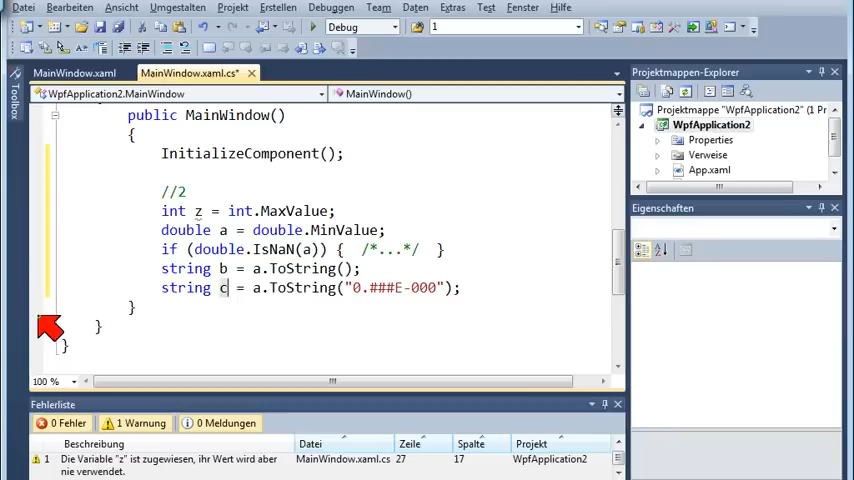 Datei Bearbeiten Ansicht Umgestalten Projekt Erstellen Debuggen Team Daten Extras Test Fenster Hilfe
Debug 1
Toolbox
MainWindow.xaml MainWindow.xaml.cs*
WpfApplication2.MainWindow MainWindow()
public MainWindow()
{
InitializeComponent();
//2
int z = int.MaxValue;
double a = double.MinValue;
if (double.IsNaN(a)) { /*...*/ }
string b = a.ToString();
string c = a.ToString("0.###E-000");
}
}
}
100 %
Projektmappen-Explorer
Projektmappe "WpfApplication2" (1 Pro
WpfApplication2
Properties
Verweise
App.xaml
Eigenschaften
Fehlerliste
0 Fehler 1 Warnung 0 Meldungen
Beschreibung Datei Zeile Spalte Projekt
1 Die Variable "z" ist zugewiesen, ihr Wert wird aber nie verwendet. MainWindow.xaml.cs 27 17 WpfApplication2